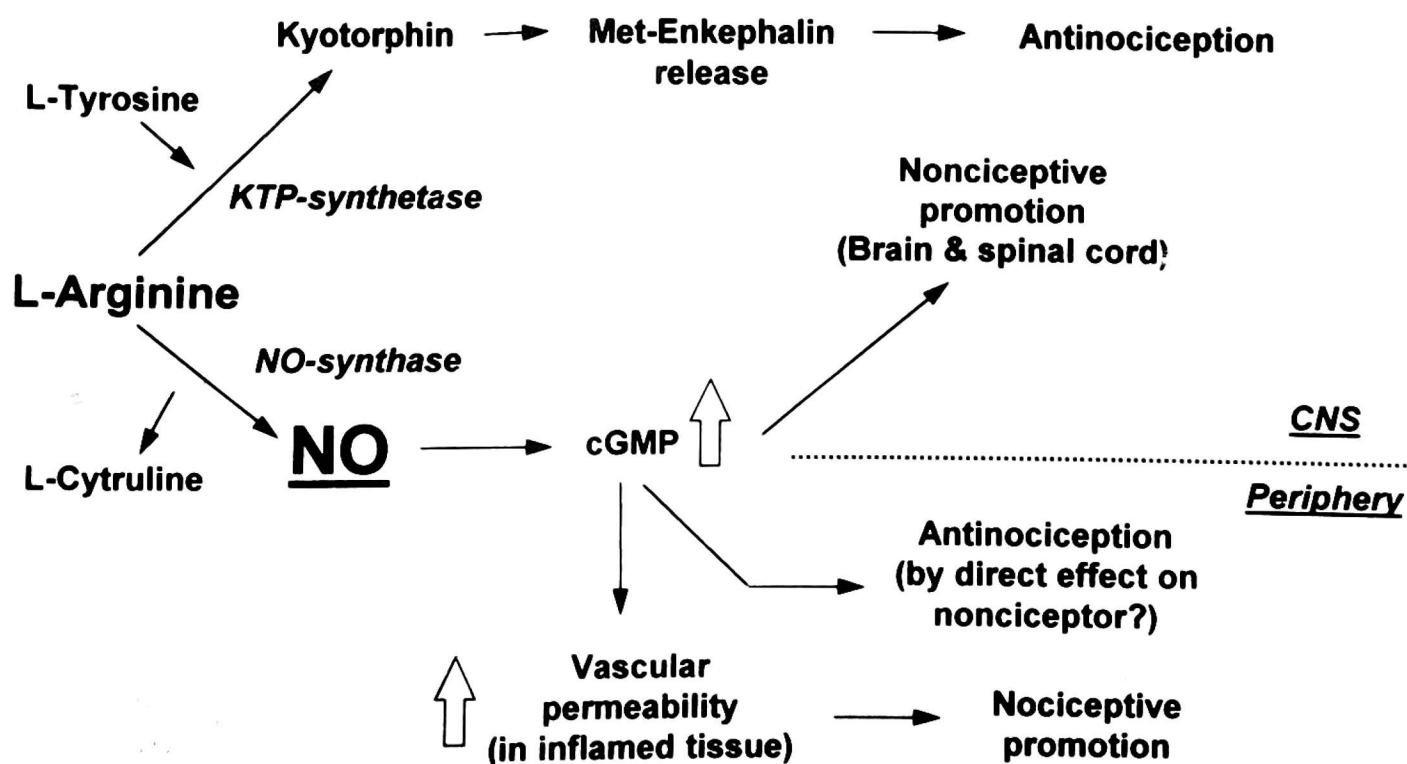 Kyotorphin
Met-Enkephalin
release
Antinociception
L-Tyrosine
KTP-synthetase
Nonciceptive
promotion
(Brain & spinal cord)
L-Arginine
NO-synthase
NO
cGMP
L-Cytruline
CNS
Periphery
Antinociception
(by direct effect on
nonciceptor?)
Vascular
permeability
(in inflamed tissue)
Nociceptive
promotion